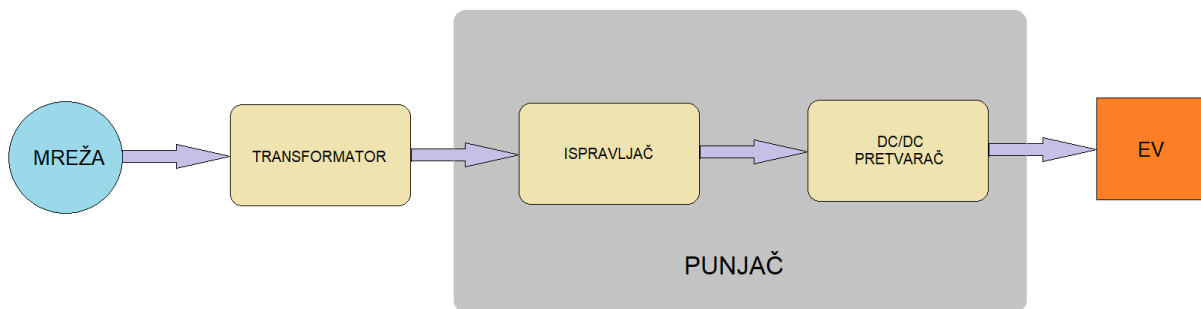 MREŽA
TRANSFORMATOR
ISPRAVLJAČ
DC/DC
PRETVARAČ
EV
PUNJAČ